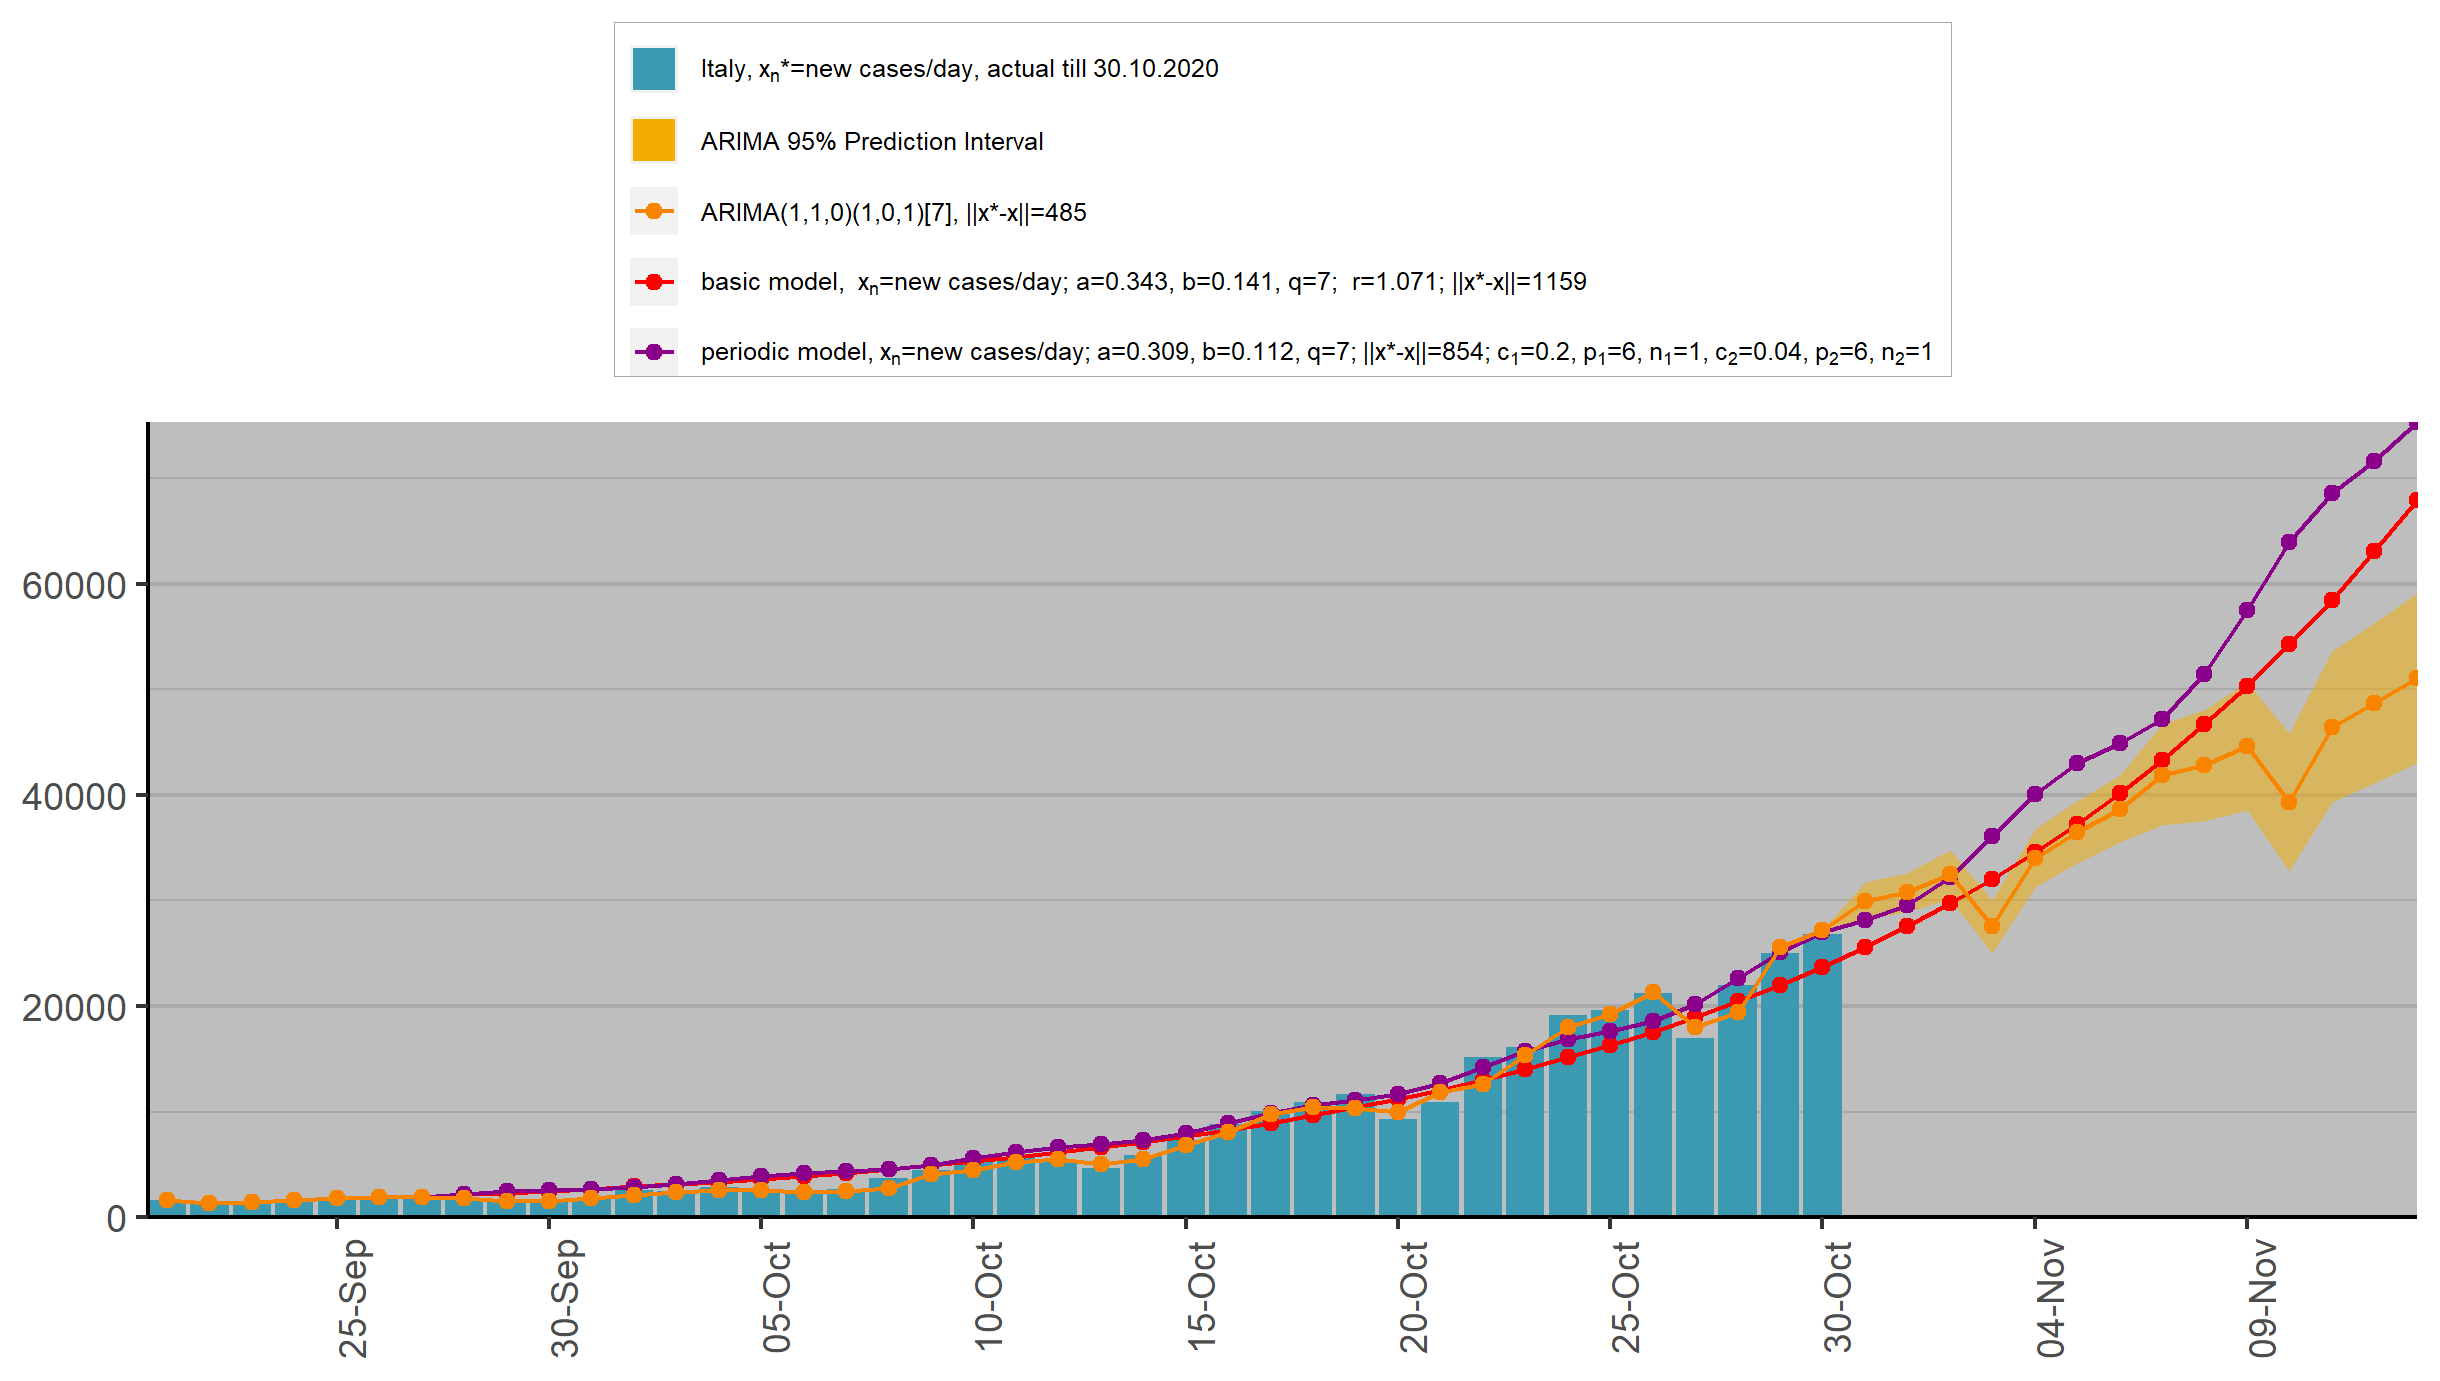 Italy, xn*=new cases/day, actual till 30.10.2020
ARIMA 95% Prediction Interval
ARIMA(1,1,0)(1,0,1)[7], ||x*-x||=485
basic model,  xn=new cases/day; a=0.343, b=0.141, q=7;  r=1.071; ||x*-x||=1159
periodic model, xn=new cases/day; a=0.309, b=0.112, q=7; ||x*-x||=854; c1=0.2, p1=6, n1=1, c2=0.04, p2=6, n2=1
60000
40000
20000
0
25-Sep
30-Sep
05-Oct
10-Oct
15-Oct
20-Oct
25-Oct
30-Oct
04-Nov
09-Nov